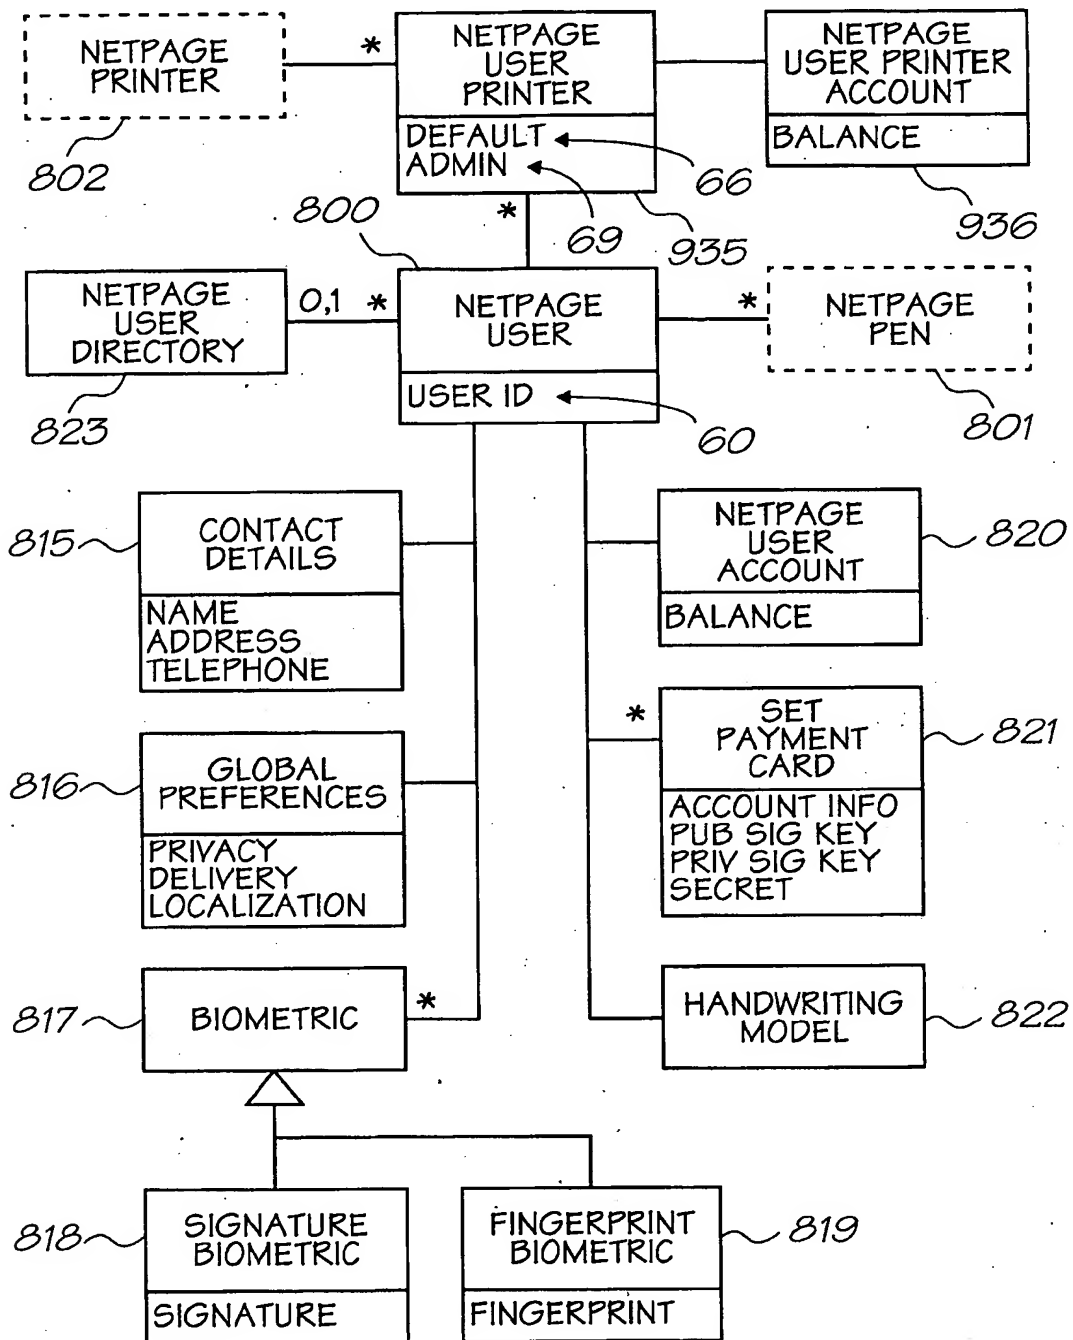 NETPAGE
PRINTER
802
*
NETPAGE
USER
PRINTER
DEFAULT
ADMIN
66
69
935
NETPAGE
USER PRINTER
ACCOUNT
BALANCE
936
*
800
NETPAGE
USER
DIRECTORY
823
0,1
*
NETPAGE
USER
USER ID
60
*
NETPAGE
PEN
801
815
CONTACT
DETAILS
NAME
ADDRESS
TELEPHONE
NETPAGE
USER
ACCOUNT
BALANCE
820
816
GLOBAL
PREFERENCES
PRIVACY
DELIVERY
LOCALIZATION
*
SET
PAYMENT
CARD
ACCOUNT INFO
PUB SIG KEY
PRIV SIG KEY
SECRET
821
817
BIOMETRIC
*
HANDWRITING
MODEL
822
818
SIGNATURE
BIOMETRIC
SIGNATURE
FINGERPRINT
BIOMETRIC
FINGERPRINT
819